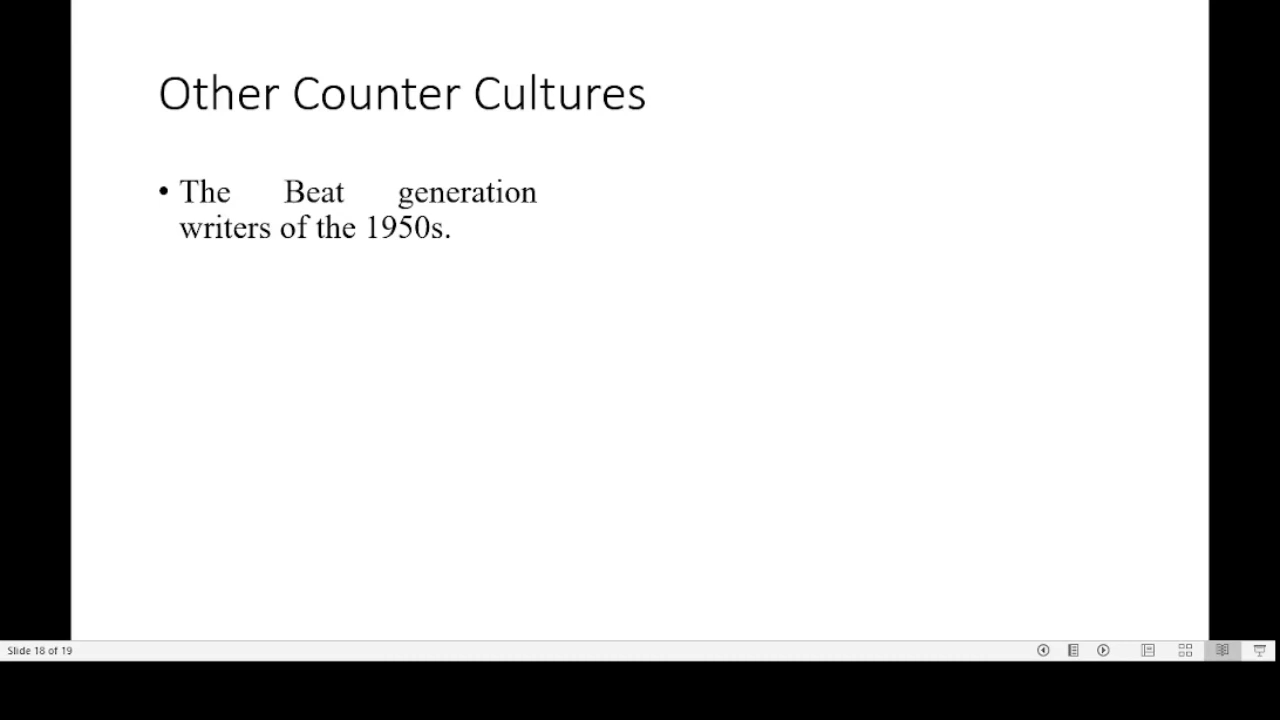 Other Counter Cultures
• The Beat generation
writers of the 1950s.
Slide 18 of 19